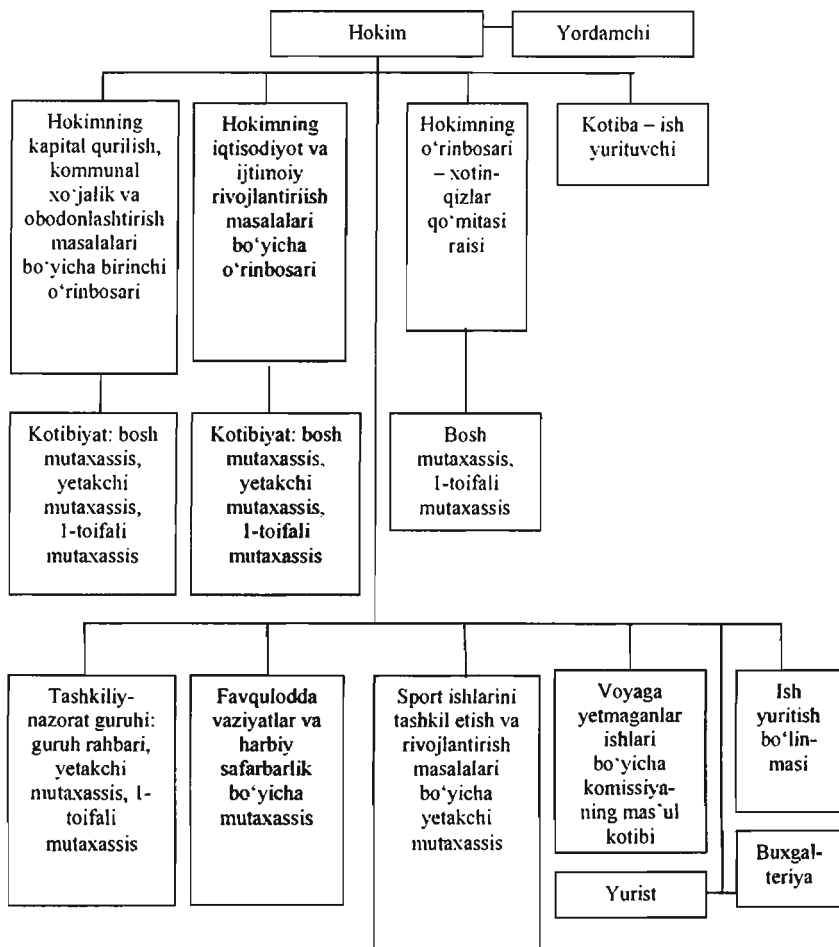 Hokim
Yordamchi
Hokimning
kapital qurilish,
kommunal
xo‘jalik va
obodonlashtirish
masalalari
bo‘yicha birinchi
o‘rinbosari
Hokimning
iqtisodiyot va
ijtimoiy
rivojlantiriish
masalalari
bo‘yicha
o‘rinbosari
Hokimning
o‘rinbosari
– xotin-
qizlar
qo‘mitasi
raisi
Kotiba – ish
yurituvchi
Kotibiyat: bosh
mutaxassis,
yetakchi
mutaxassis,
1-toifali
mutaxassis
Kotibiyat: bosh
mutaxassis,
yetakchi
mutaxassis,
1-toifali
mutaxassis
Bosh
mutaxassis,
1-toifali
mutaxassis
Tashkiliy-
nazorat guruhi:
guruh rahbari,
yetakchi
mutaxassis, 1-
toifali
mutaxassis
Favqulodda
vaziyatlar va
harbiy
safarbarlik
bo‘yicha
mutaxassis
Sport ishlarini
tashkil etish va
rivojlantirish
masalalari
bo‘yicha
yetakchi
mutaxassis
Voyaga
yetmaganlar
ishlari
bo‘yicha
komissiya-
ning mas‘ul
kotibi
Ish
yuritish
bo‘lin-
masi
Yurist
Buxgal-
teriya